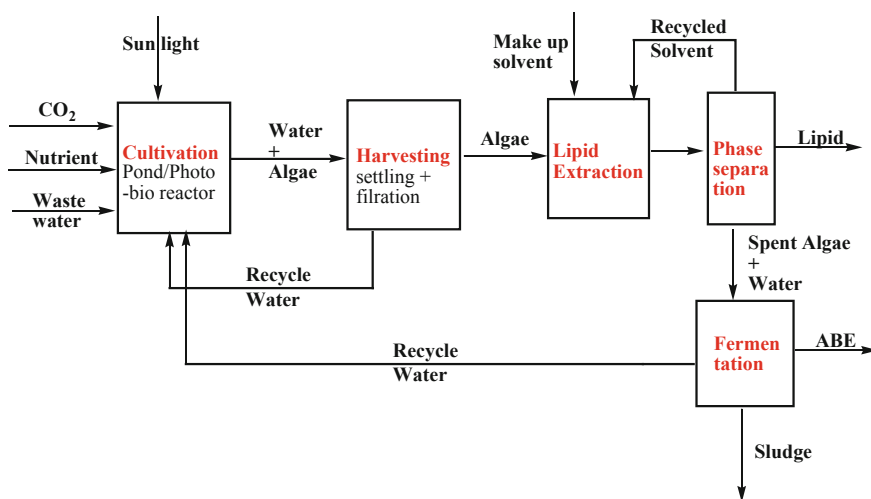 Sun light
CO2
Nutrient
Waste
water
Cultivation
Pond/Photo
-bio reactor
Water
+
Algae
Harvesting
settling +
filration
Algae
Make up
solvent
Lipid
Extraction
Recycled
Solvent
Phase
separa
tion
Lipid
Spent Algae
+
Water
Recycle
Water
Fermen
tation
ABE
Recycle
Water
Sludge